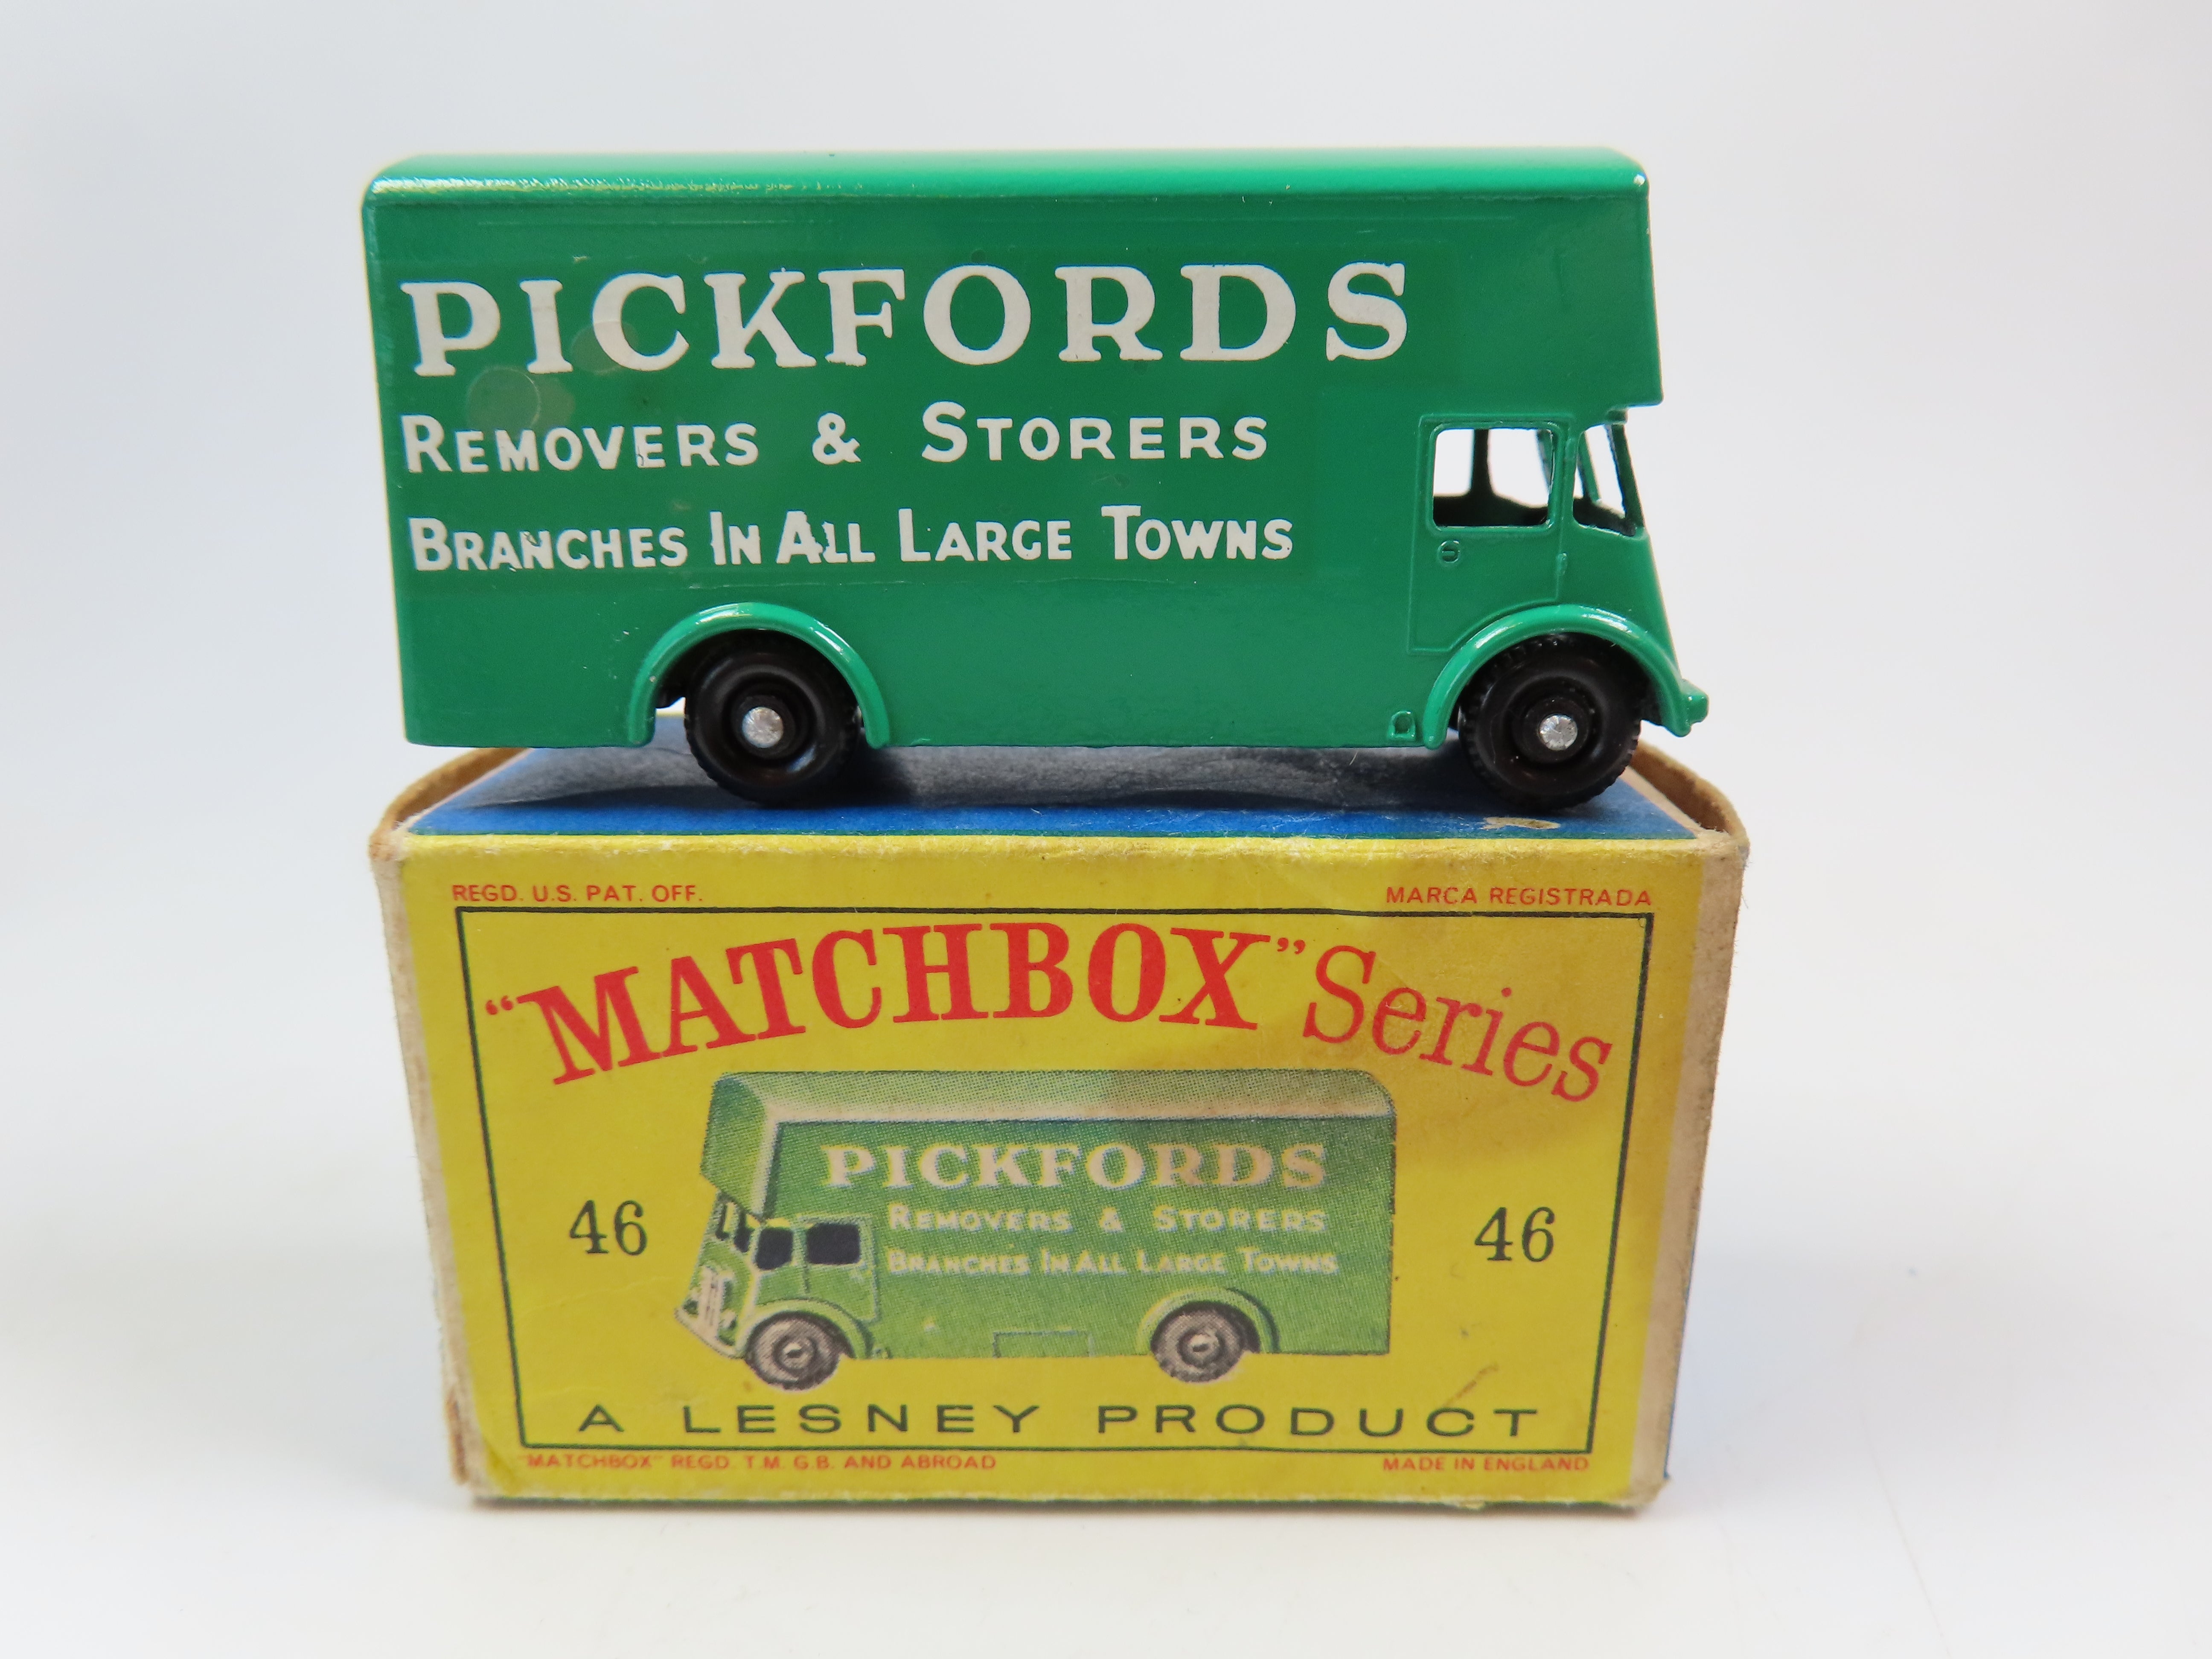 PICKFORDS
REMOVERS & STORERS
BRANCHES IN ALL LARGE TOWNS
REGD. U.S. PAT. OFF.
MARCA REGISTRADA
"MATCHBOX" Series
PICKFORDS
REMOVERS & STORERS
BRANCHES IN ALL LARGE TOWNS
46
46
A LESNEY PRODUCT
"MATCHBOX" REGD. T.M. G.B. AND ABROAD
MADE IN ENGLAND